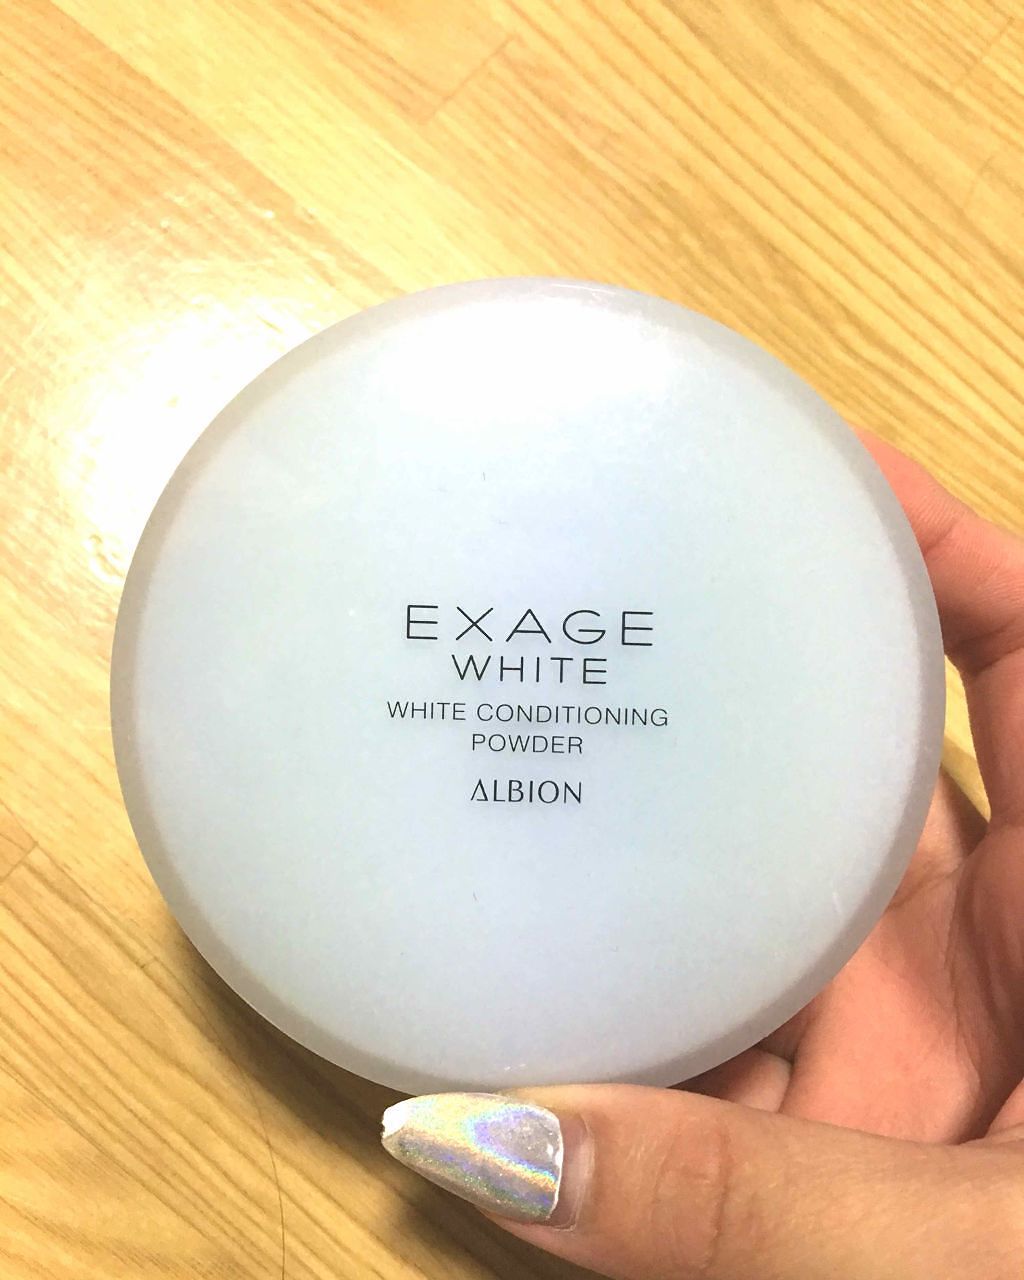 EXAGE
WHITE
WHITE CONDITIONING
POWDER
ALBION